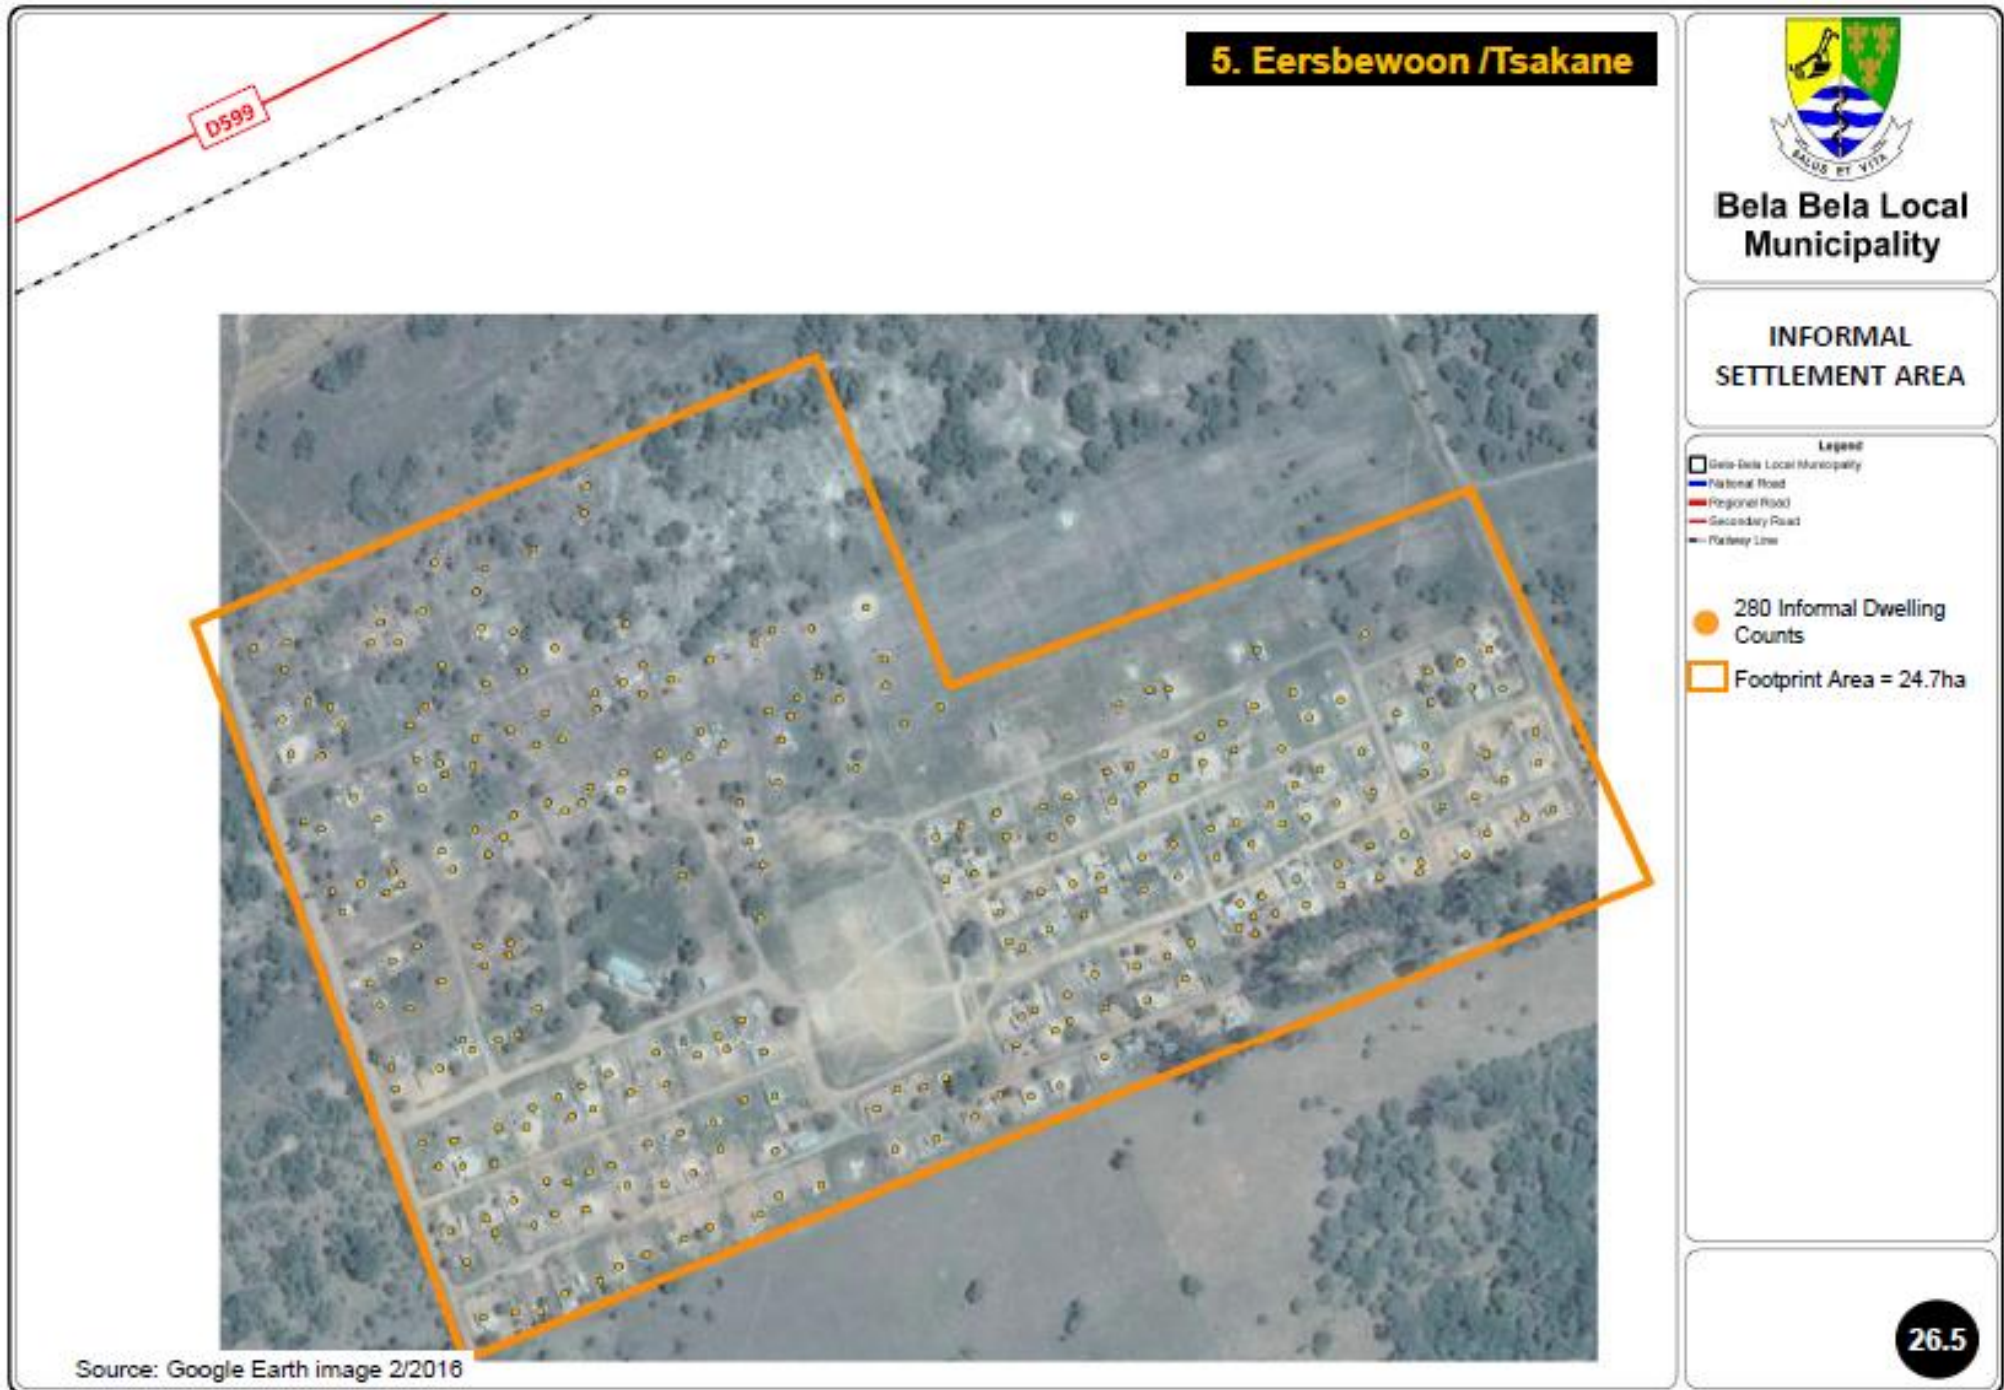 5. Eersbewoon /Tsakane
D599
SALUS ET VITA
Bela Bela Local
Municipality
INFORMAL
SETTLEMENT AREA
Legend
Bela-Bela Local Municipality
National Road
Regional Road
Secondary Road
Railway Line
280 Informal Dwelling
Counts
Footprint Area = 24.7ha
26.5
Source: Google Earth image 2/2016